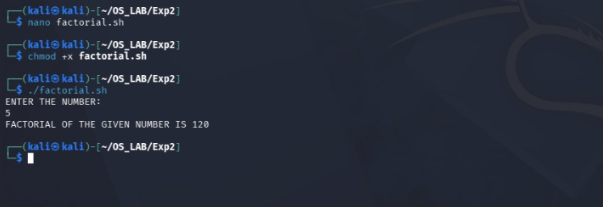 ┌──(kali㉿kali)-[~/OS_LAB/Exp2]
└─$ nano factorial.sh
┌──(kali㉿kali)-[~/OS_LAB/Exp2]
└─$ chmod +x factorial.sh
┌──(kali㉿kali)-[~/OS_LAB/Exp2]
└─$ ./factorial.sh
ENTER THE NUMBER:
5
FACTORIAL OF THE GIVEN NUMBER IS 120
┌──(kali㉿kali)-[~/OS_LAB/Exp2]
└─$